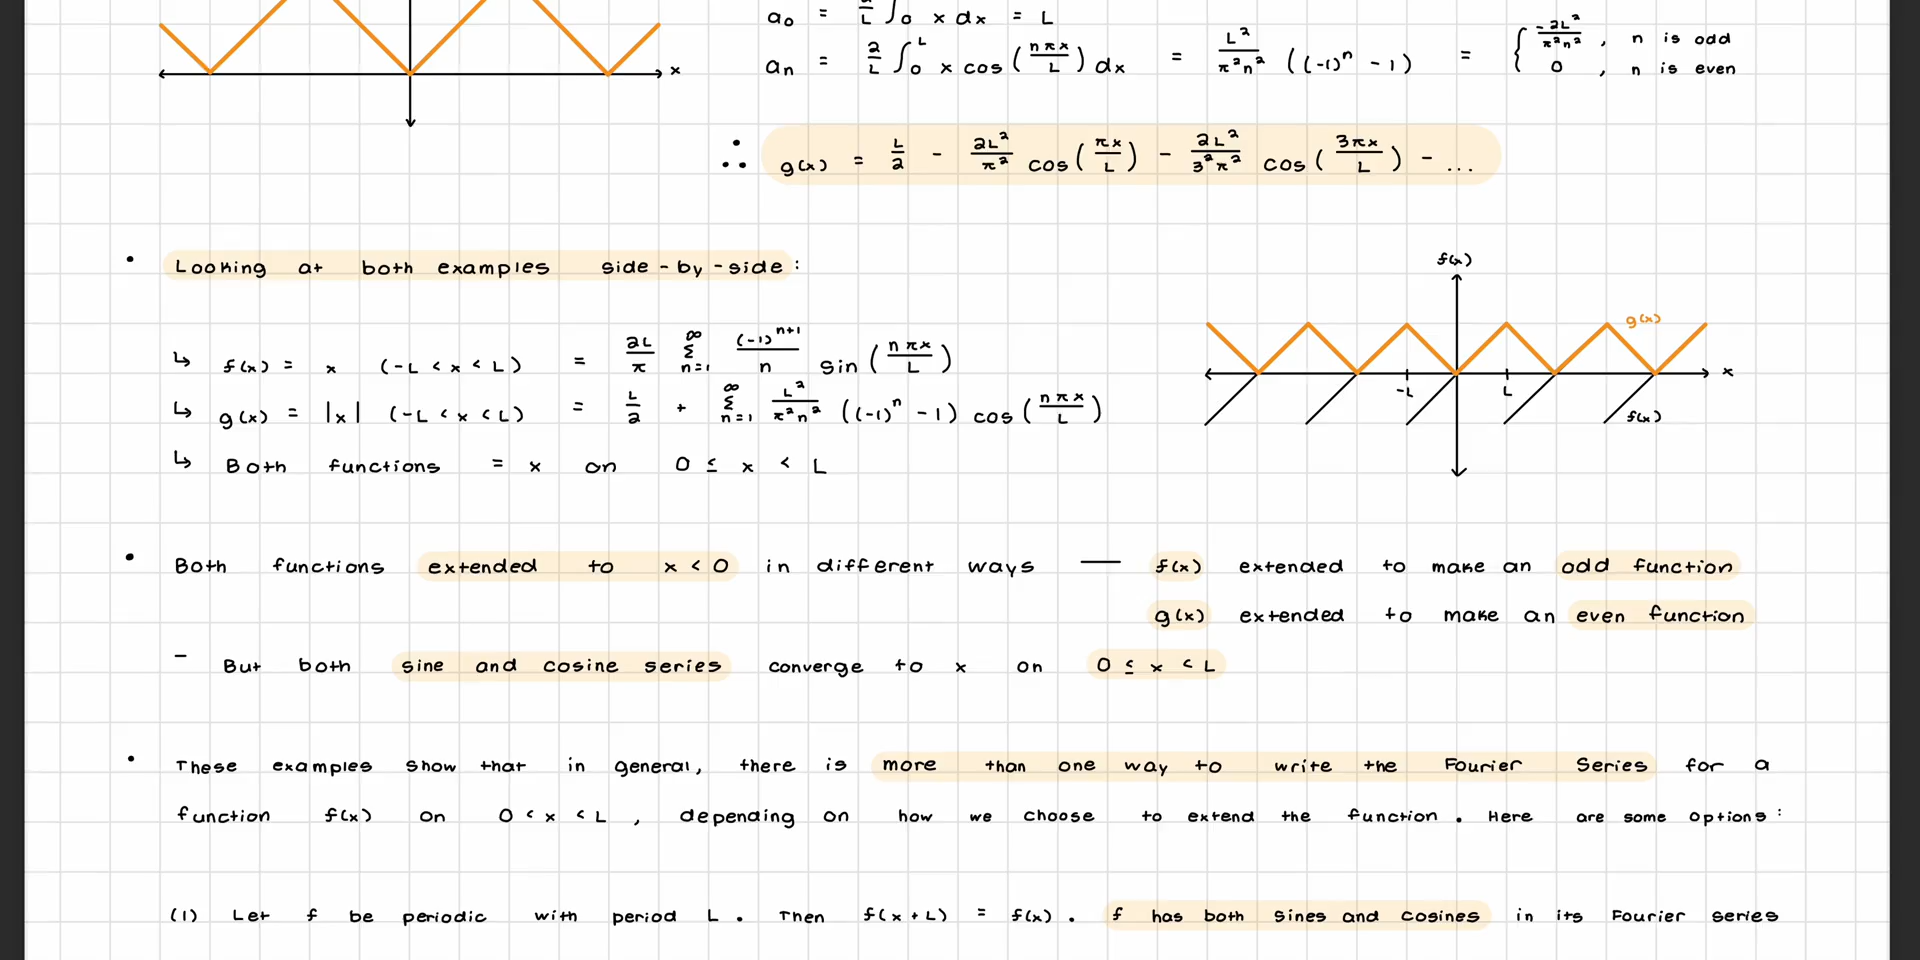 a₀ = 2/L ∫₀ x dx = L
aₙ = 2/L ∫₀ᴸ x cos(nπx/L) dx = L²/π²n² ((-1)ⁿ - 1) = { -2L²/π²n² , n is odd
0 , n is even
x
∴ g(x) = L/2 - 2L²/π² cos(πx/L) - 2L²/3²π² cos(3πx/L) - ...
• Looking at both examples side-by-side:
f(x)
g(x)
↳ f(x) = x (-L < x < L) = 2L/π ∞Σn=1 (-1)ⁿ⁺¹/n sin(nπx/L)
x
-L L
↳ g(x) = |x| (-L < x < L) = L/2 + ∞Σn=1 L²/π²n² ((-1)ⁿ - 1) cos(nπx/L)
f(x)
↳ Both functions = x on 0 ≤ x < L
• Both functions extended to x < 0 in different ways — f(x) extended to make an odd function
g(x) extended to make an even function
- But both sine and cosine series converge to x on 0 ≤ x < L
• These examples show that in general, there is more than one way to write the Fourier Series for a
function f(x) on 0 < x < L , depending on how we choose to extend the function. Here are some options:
(1) Let f be periodic with period L. Then f(x+L) = f(x). f has both sines and cosines in its Fourier series